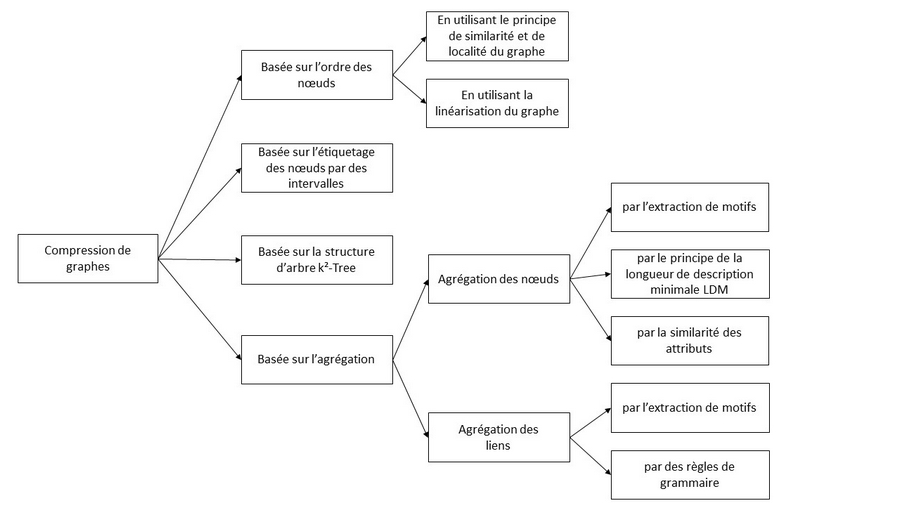 Compression de
graphes
Basée sur l'ordre des
nœuds
En utilisant le principe
de similarité et de
localité du graphe
En utilisant la
linéarisation du graphe
Basée sur l'étiquetage
des nœuds par des
intervalles
Basée sur la structure
d'arbre k²-Tree
Basée sur l'agrégation
Agrégation des nœuds
par l'extraction de motifs
par le principe de la
longueur de description
minimale LDM
par la similarité des
attributs
Agrégation des
liens
par l'extraction de motifs
par des règles de
grammaire